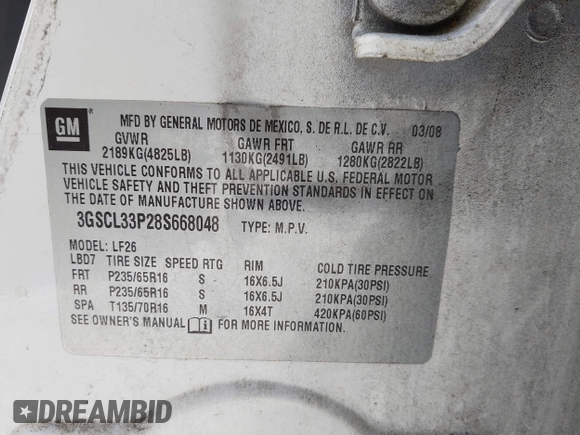 GM
MFD BY GENERAL MOTORS DE MEXICO, S. DE R.L. DE C.V. 03/08
GVWR GAWR FRT GAWR RR
2189KG(4825LB) 1130KG(2491LB) 1280KG(2822LB)
THIS VEHICLE CONFORMS TO ALL APPLICABLE U.S. FEDERAL MOTOR
VEHICLE SAFETY AND THEFT PREVENTION STANDARDS IN EFFECT ON
THE DATE OF MANUFACTURE SHOWN ABOVE.
3GSCL33P28S668048 TYPE: M.P.V.
MODEL: LF26
LBD7 TIRE SIZE SPEED RTG RIM COLD TIRE PRESSURE
FRT P235/65R16 S 16X6.5J 210KPA(30PSI)
RR P235/65R16 S 16X6.5J 210KPA(30PSI)
SPA T135/70R16 M 16X4T 420KPA(60PSI)
SEE OWNER'S MANUAL FOR MORE INFORMATION
DREAMBID